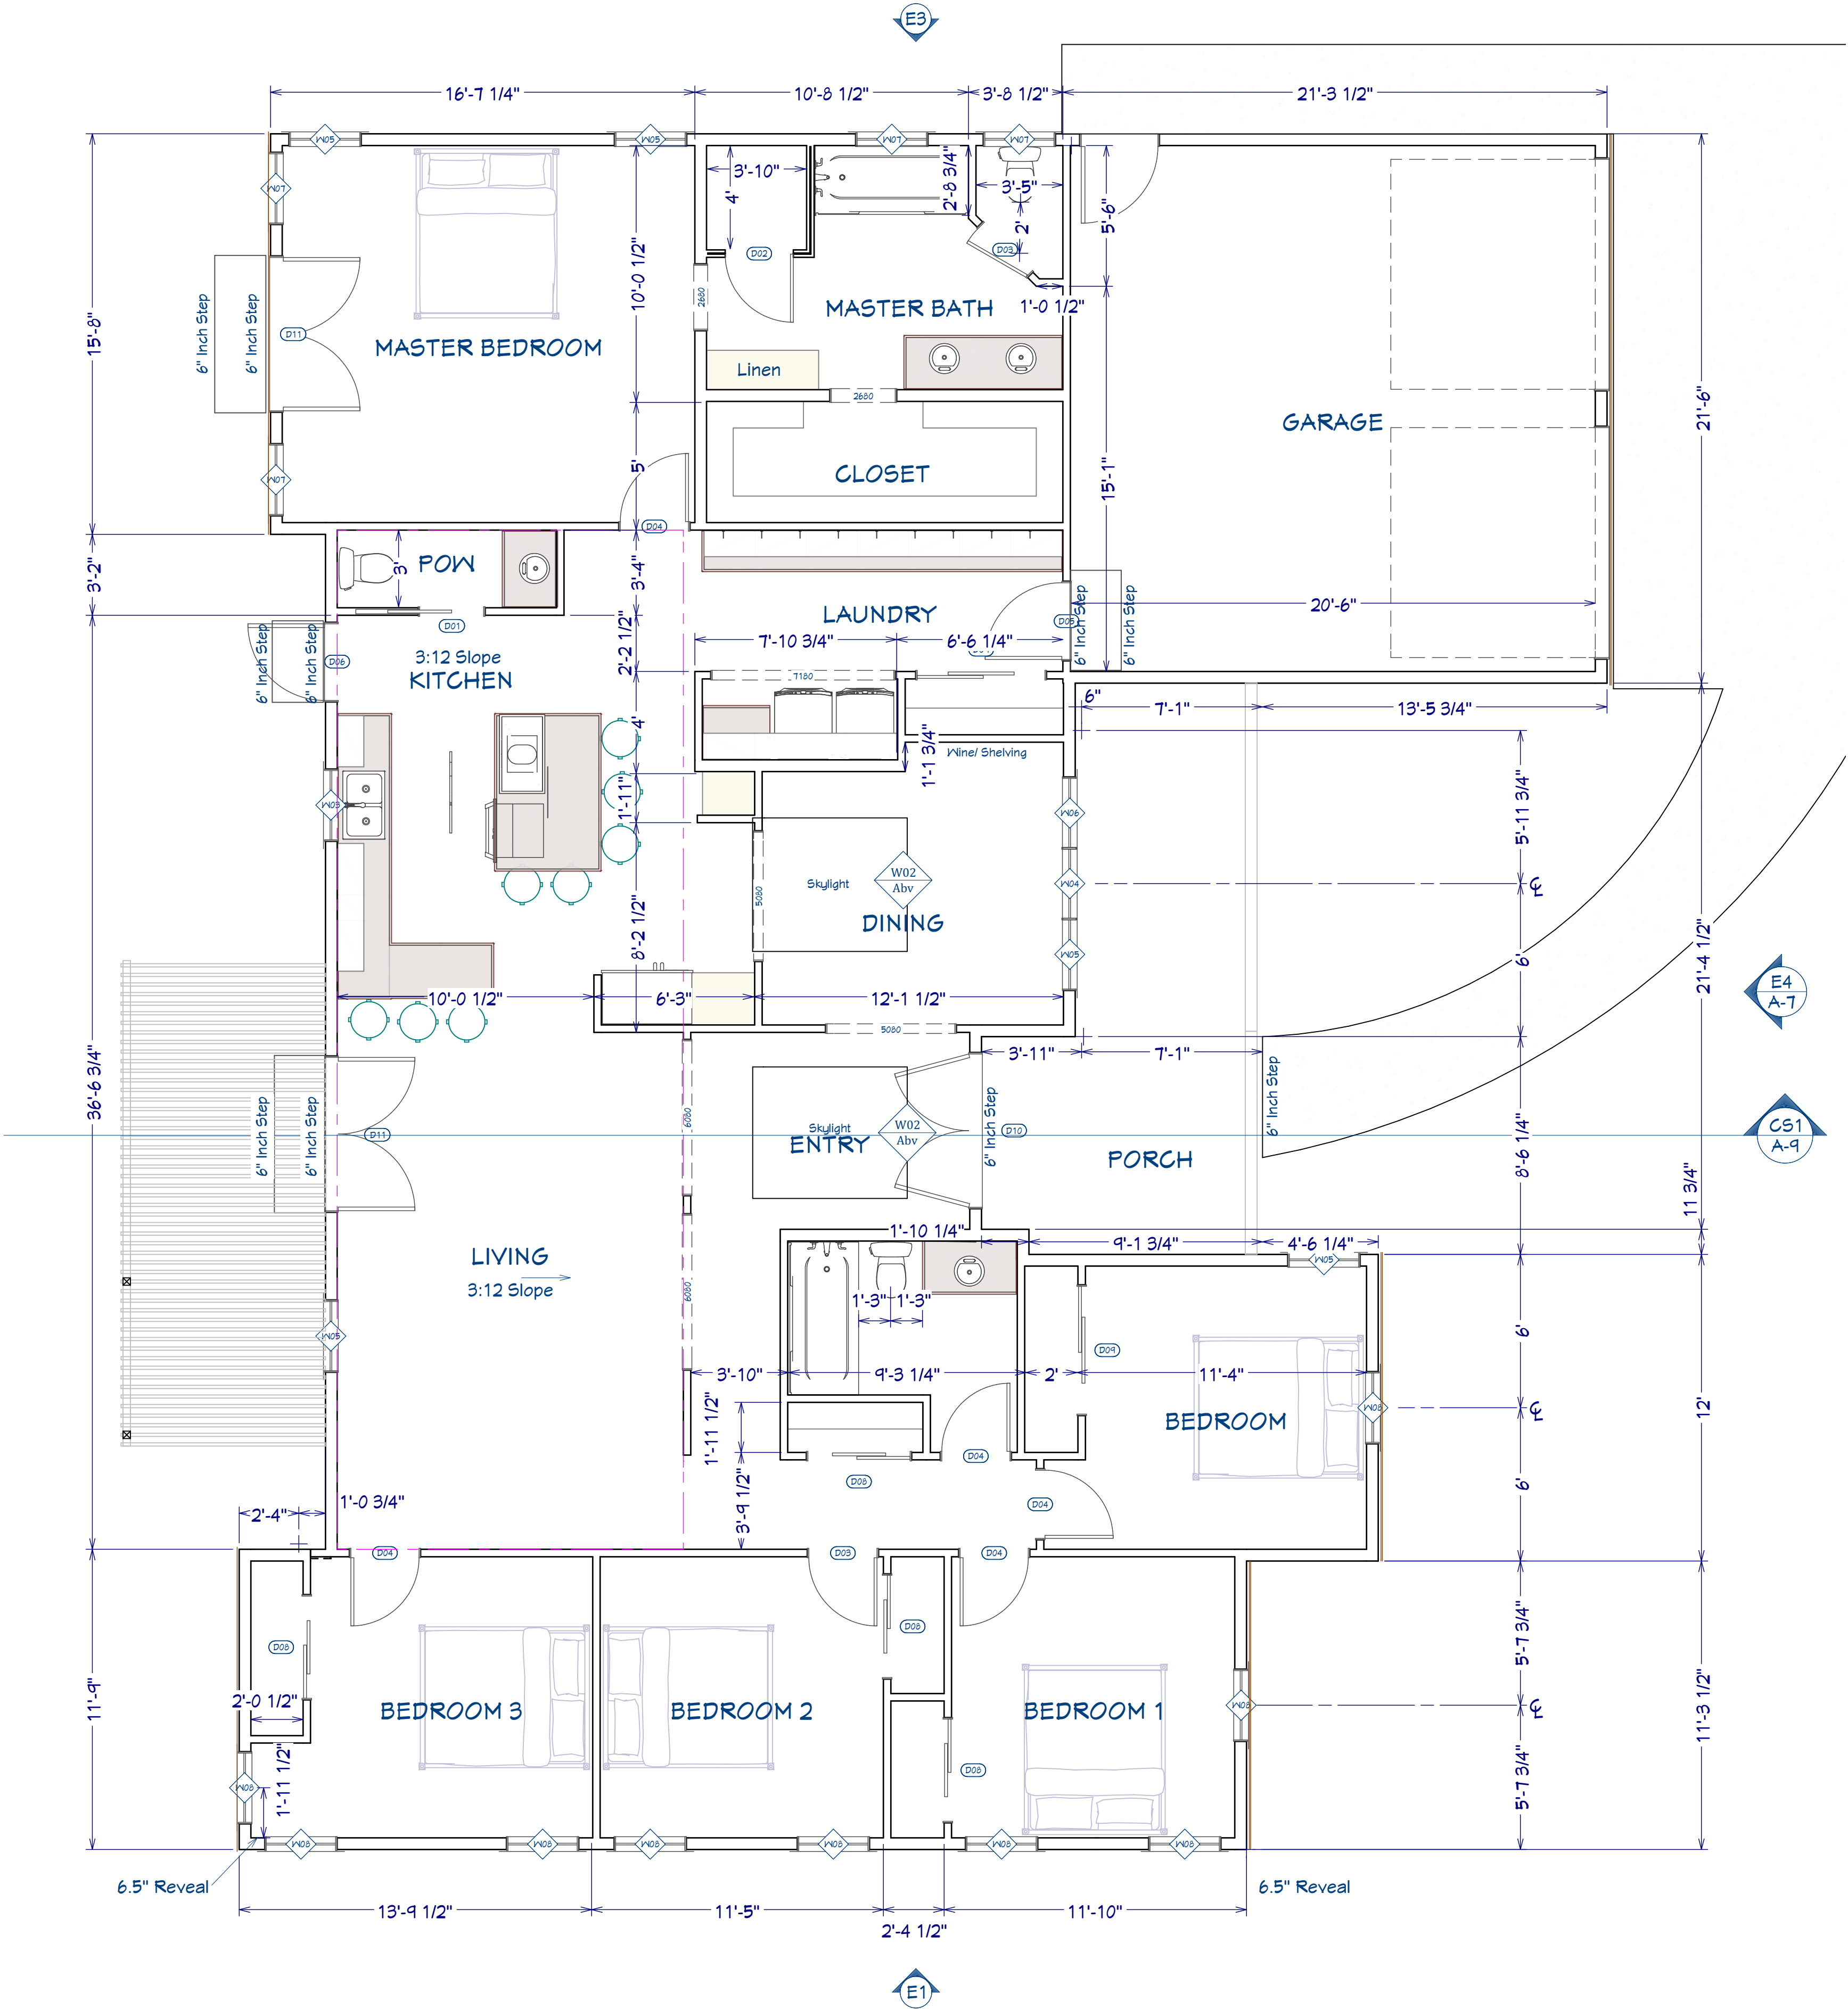 E3
16'-7 1/4"
10'-8 1/2"
3'-8 1/2"
21'-3 1/2"
W05
W05
W07
W07
W07
3'-10"
4'
2'-8 3/4"
3'-5"
2'
5'-6"
D02
D03
10'-0 1/2"
2680
1'-0 1/2"
MASTER BATH
6" Inch Step
6" Inch Step
D11
15'-8"
MASTER BEDROOM
Linen
2680
21'-6"
GARAGE
W07
5'
CLOSET
15'-1"
D04
3'-2"
POW
3'
3'-4"
LAUNDRY
20'-6"
6" Inch Step
6" Inch Step
D05
D01
2'-2 1/2"
7'-10 3/4"
6'-6 1/4"
6" Inch Step
6" Inch Step
D06
3:12 Slope
KITCHEN
7180
6"
7'-1"
13'-5 3/4"
4'
1'-1 3/4"
Wine/ Shelving
W03
1'-11"
W06
5'-11 3/4"
Skylight
W02
Abv
W04
5080
DINING
8'-2 1/2"
W05
6'
21'-4 1/2"
E4
A-7
10'-0 1/2"
6'-3"
12'-1 1/2"
5080
3'-11"
7'-1"
36'-6 3/4"
6" Inch Step
6" Inch Step
D11
6080
Skylight
ENTRY
W02
Abv
6" Inch Step
D10
6" Inch Step
PORCH
8'-6 1/4"
CS1
A-9
11 3/4"
1'-10 1/4"
9'-1 3/4"
4'-6 1/4"
LIVING
3:12 Slope
W05
6080
1'-3"
1'-3"
W05
6'
D09
3'-10"
9'-3 1/4"
2'
11'-4"
1'-11 1/2"
BEDROOM
W08
12'
D04
D08
D04
6'
3'-9 1/2"
1'-0 3/4"
2'-4"
D04
D03
D04
D08
D08
5'-7 3/4"
11'-9"
2'-0 1/2"
BEDROOM 3
BEDROOM 2
BEDROOM 1
W08
11'-3 1/2"
W08
1'-11 1/2"
D08
5'-7 3/4"
W08
W08
W08
W08
W08
W08
6.5" Reveal
6.5" Reveal
13'-9 1/2"
11'-5"
2'-4 1/2"
11'-10"
E1